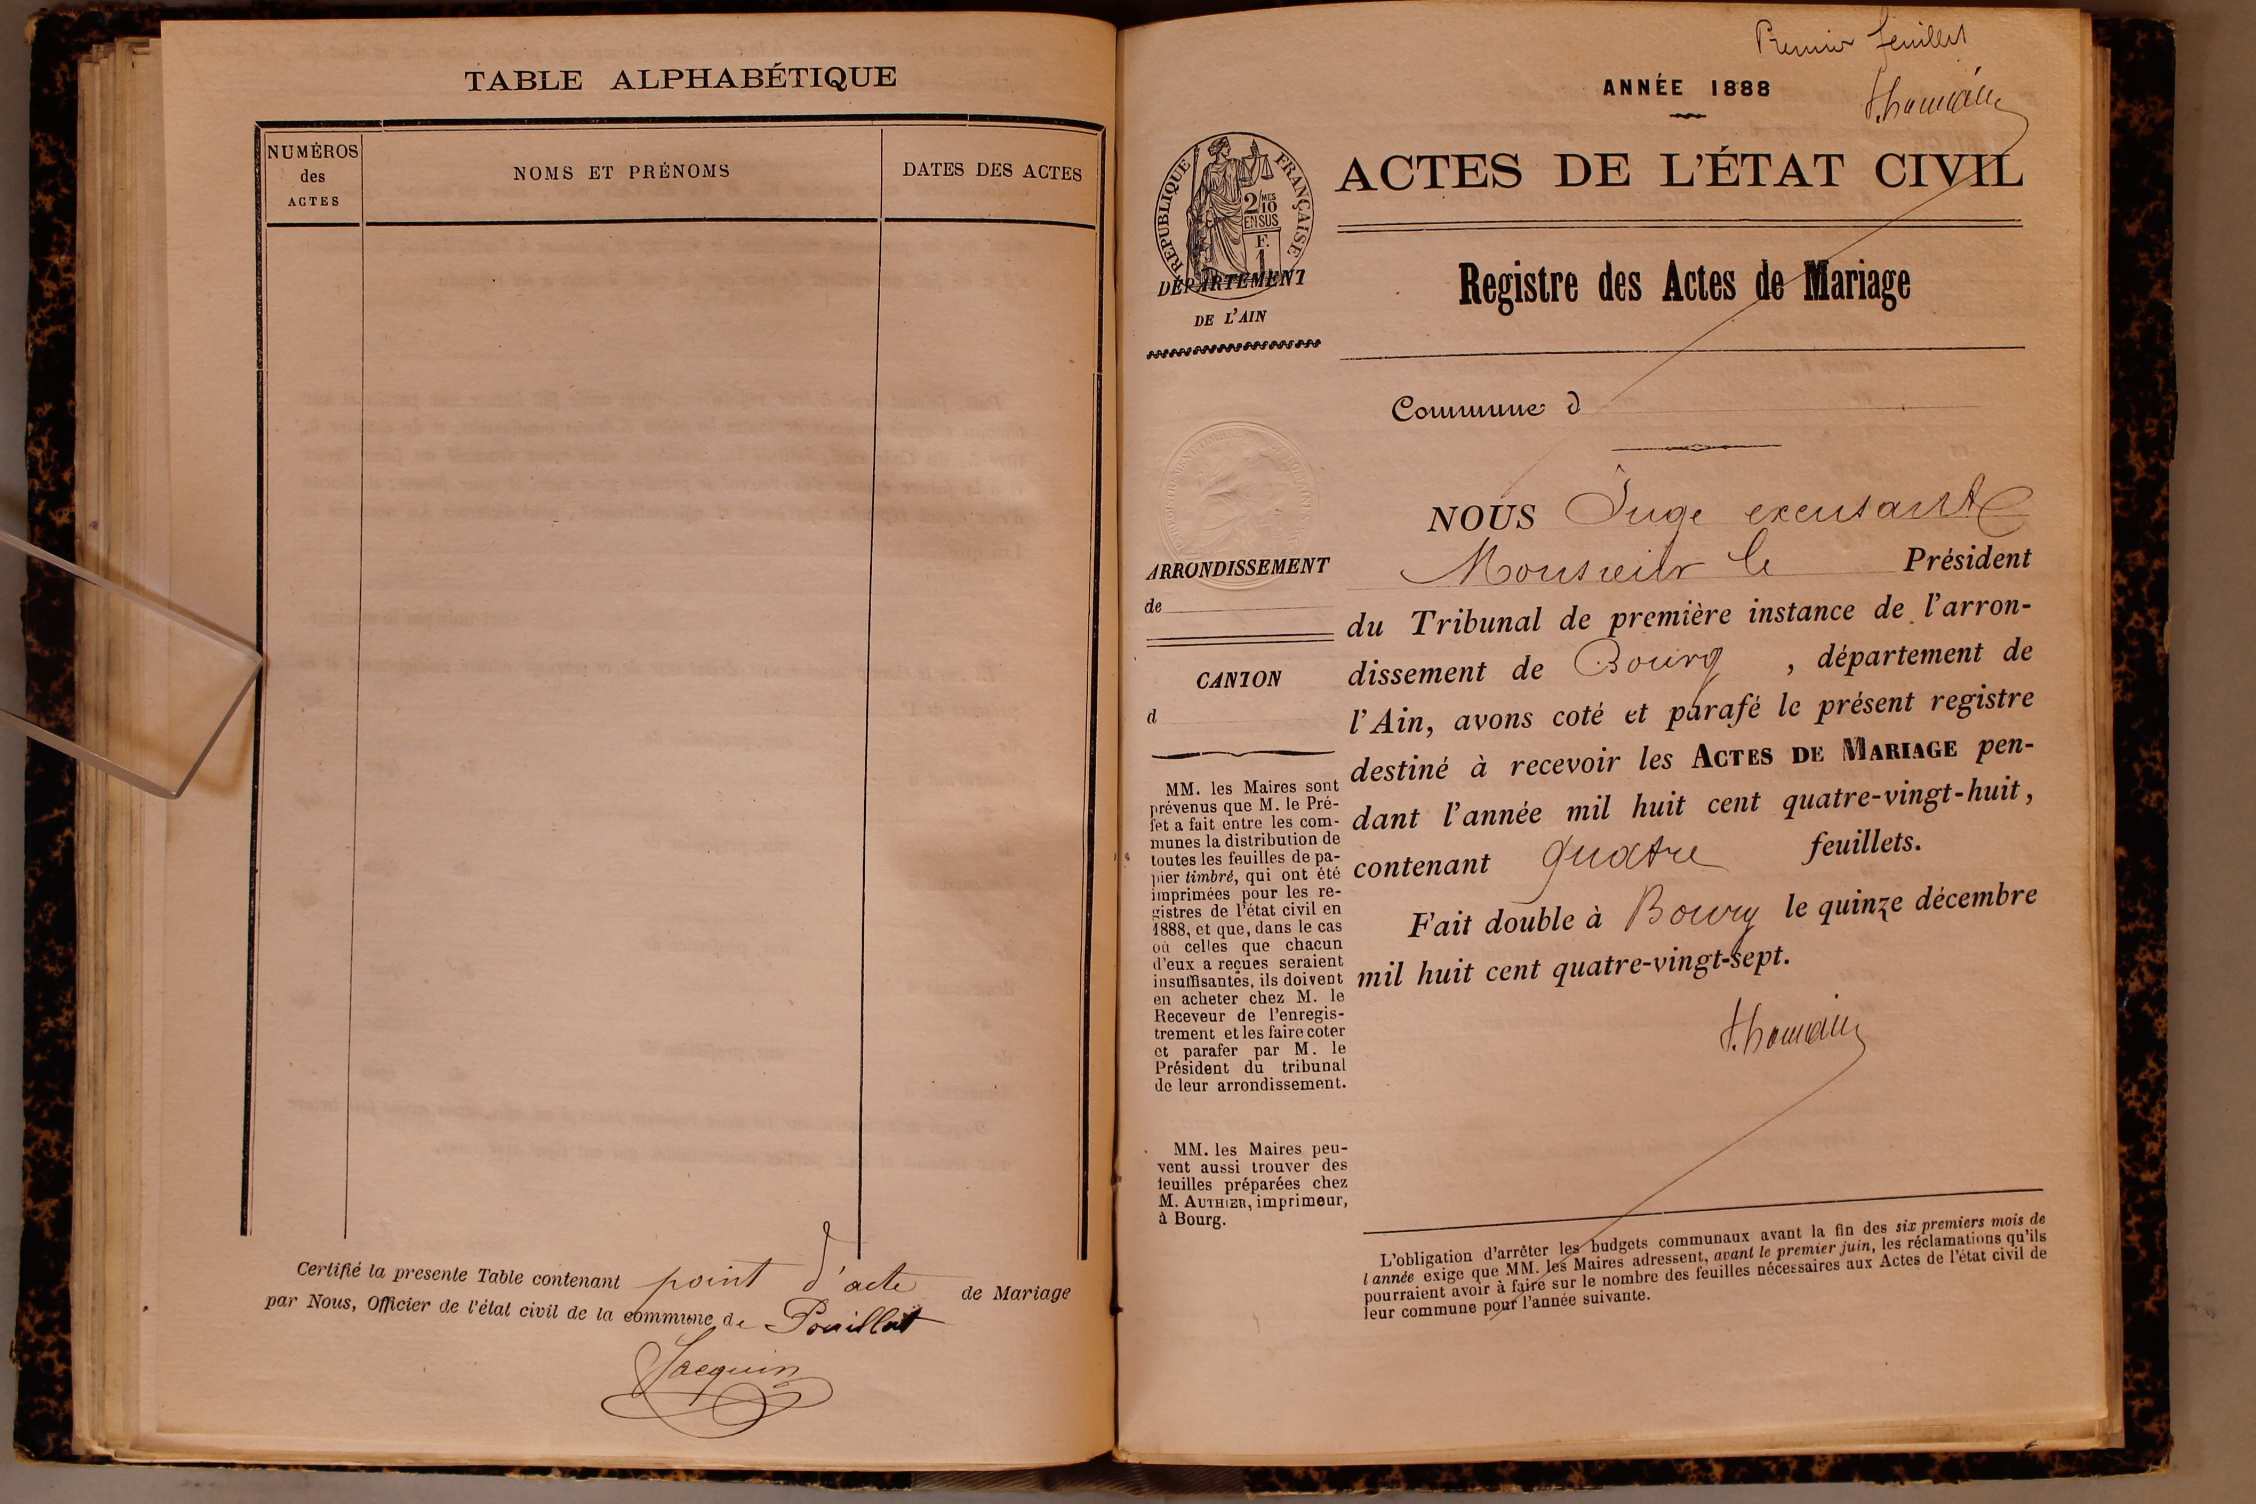 TABLE ALPHABÉTIQUE
NUMÉROS
des
ACTES
NOMS ET PRÉNOMS
DATES DES ACTES
Certifié la presente Table contenant point d'acte de Mariage
par Nous, Officier de l'état civil de la commune de Pouillat
Jacquin
Premier feuillet
ANNÉE 1888
RÉPUBLIQUE FRANÇAISE
2/10
MES
EN SUS
F.
1
DÉPARTEMENT
DE L'AIN
ACTES DE L'ÉTAT CIVIL
Registre des Actes de Mariage
Commune d
ARRONDISSEMENT
de
CANTON
d
MM. les Maires sont
prévenus que M. le Pré-
fet a fait entre les com-
munes la distribution de
toutes les feuilles de pa-
pier timbré, qui ont été
imprimées pour les re-
gistres de l'état civil en
1888, et que, dans le cas
où celles que chacun
d'eux a reçues seraient
insuffisantes, ils doivent
en acheter chez M. le
Receveur de l'enregis-
trement et les faire coter
et parafer par M. le
Président du tribunal
de leur arrondissement.
MM. les Maires peu-
vent aussi trouver des
feuilles préparées chez
M. AUTHIER, imprimeur,
à Bourg.
NOUS Juge excusant
Monsieur le Président
du Tribunal de première instance de l'arron-
dissement de Bourg, département de
l'Ain, avons coté et parafé le présent registre
destiné à recevoir les ACTES DE MARIAGE pen-
dant l'année mil huit cent quatre-vingt-huit,
contenant quatre feuillets.
Fait double à Bourg le quinze décembre
mil huit cent quatre-vingt-sept.
L'obligation d'arrêter les budgets communaux avant la fin des six premiers mois de
l'année exige que MM. les Maires adressent, avant le premier juin, les réclamations qu'ils
pourraient avoir à faire sur le nombre des feuilles nécessaires aux Actes de l'état civil de
leur commune pour l'année suivante.